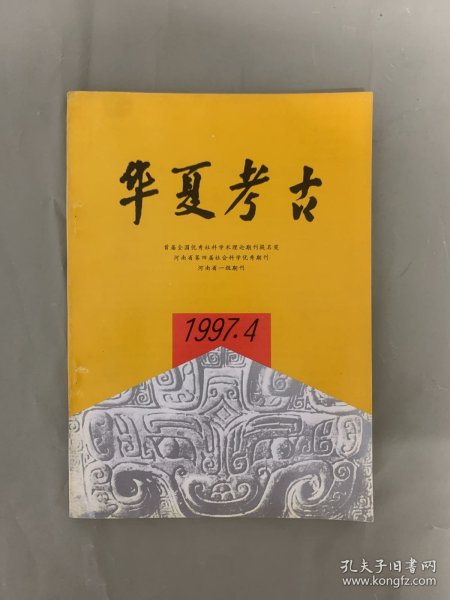 华夏考古
首届全国优秀社科学术理论期刊提名奖
河南省第四届社会科学优秀期刊
河南省一级期刊
1997.4
孔夫子旧书网
www.kongfz.com